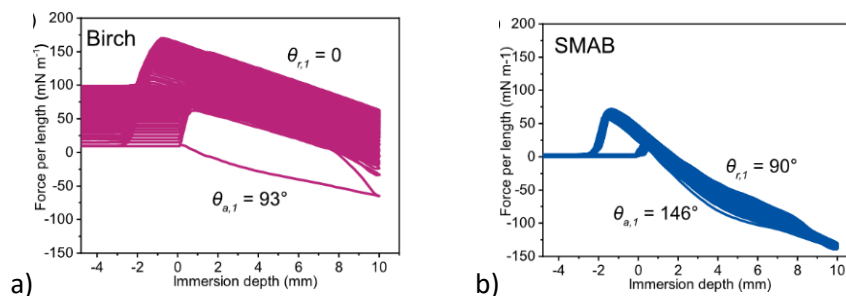 )
Birch
θr,1 = 0
θa,1 = 93°
200
150
100
50
0
-50
-100
-150
-4 -2 0 2 4 6 8 10
Force per length (mN m⁻¹)
Immersion depth (mm)
a)
SMAB
θr,1 = 90°
θa,1 = 146°
200
150
100
50
0
-50
-100
-150
-4 -2 0 2 4 6 8 10
Force per length (mN m-1)
Immersion depth (mm)
b)